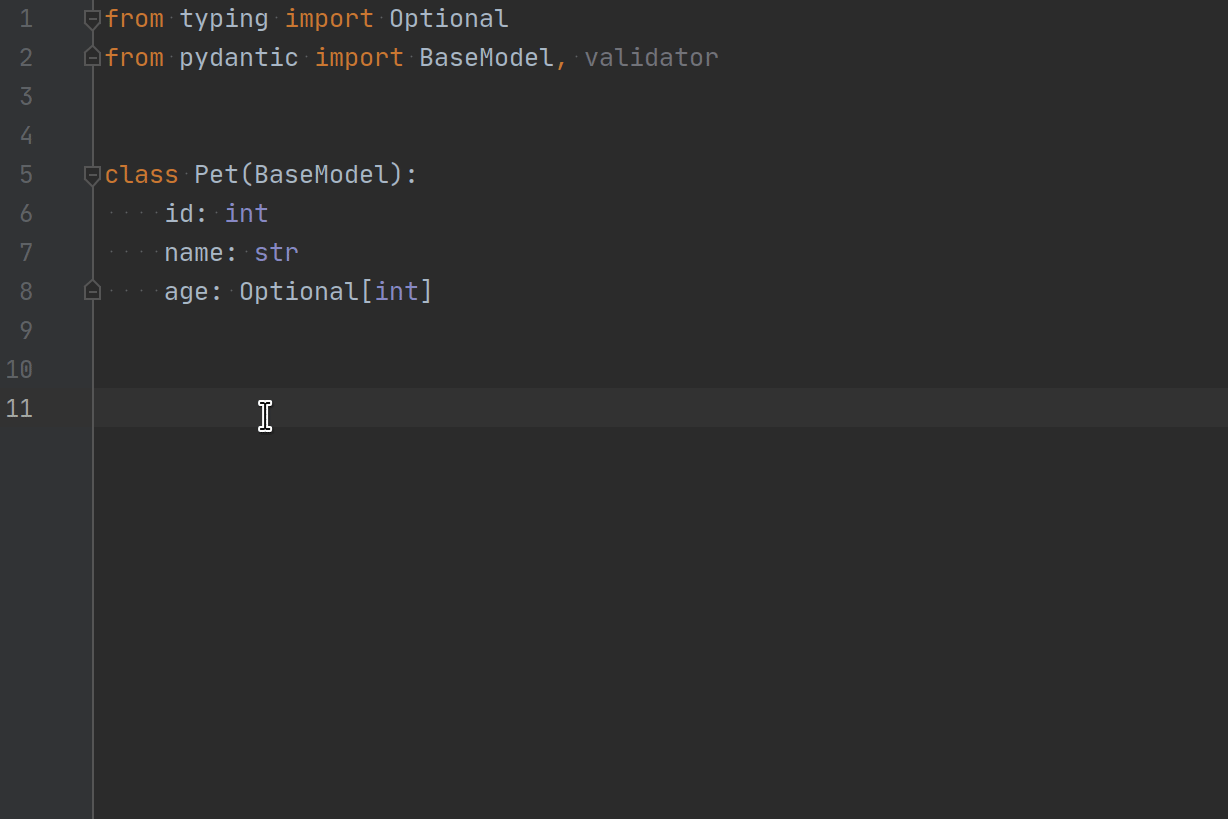 1 from typing import Optional
2 from pydantic import BaseModel, validator
3
4
5 class Pet(BaseModel):
6     id: int
7     name: str
8     age: Optional[int]
9
10
11